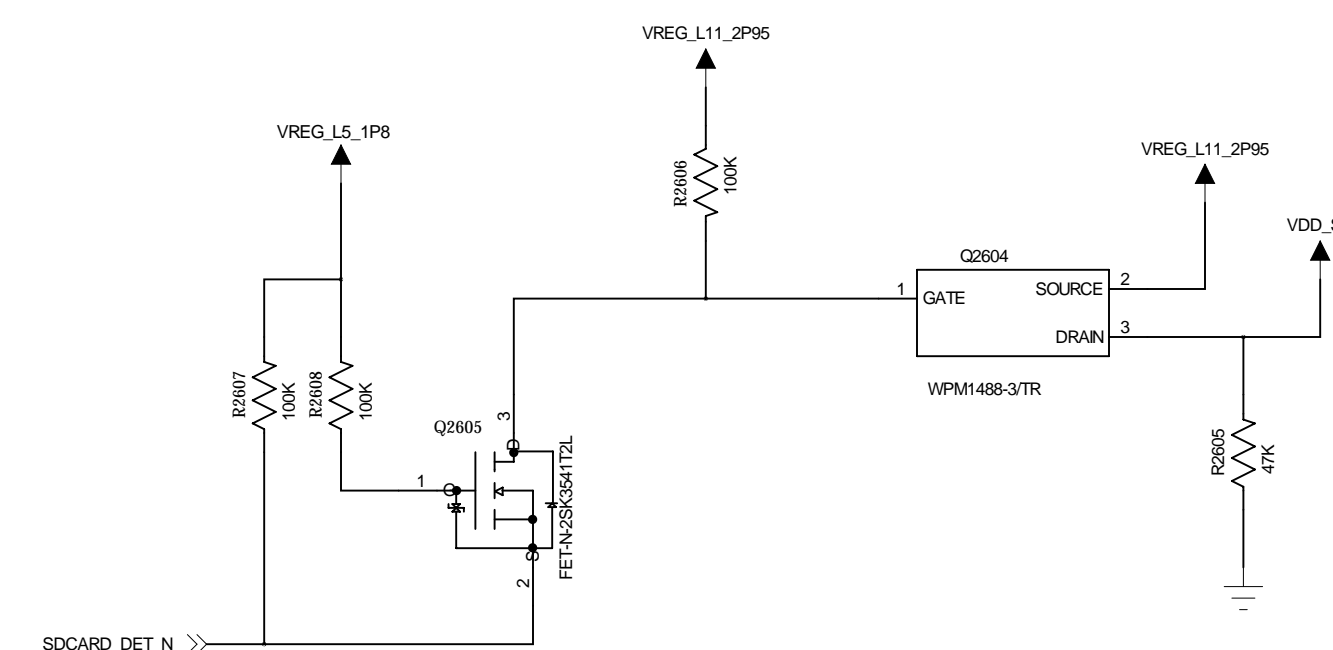 VREG_L11_2P95
VREG_L5_1P8
R2606
100K
VREG_L11_2P95
VDD_S
Q2604
1
GATE
SOURCE
2
DRAIN
3
WPM1488-3/TR
R2607
100K
R2608
100K
Q2605
3
D
1
G
S
2
FET-N-2SK3541T2L
R2605
47K
SDCARD_DET_N